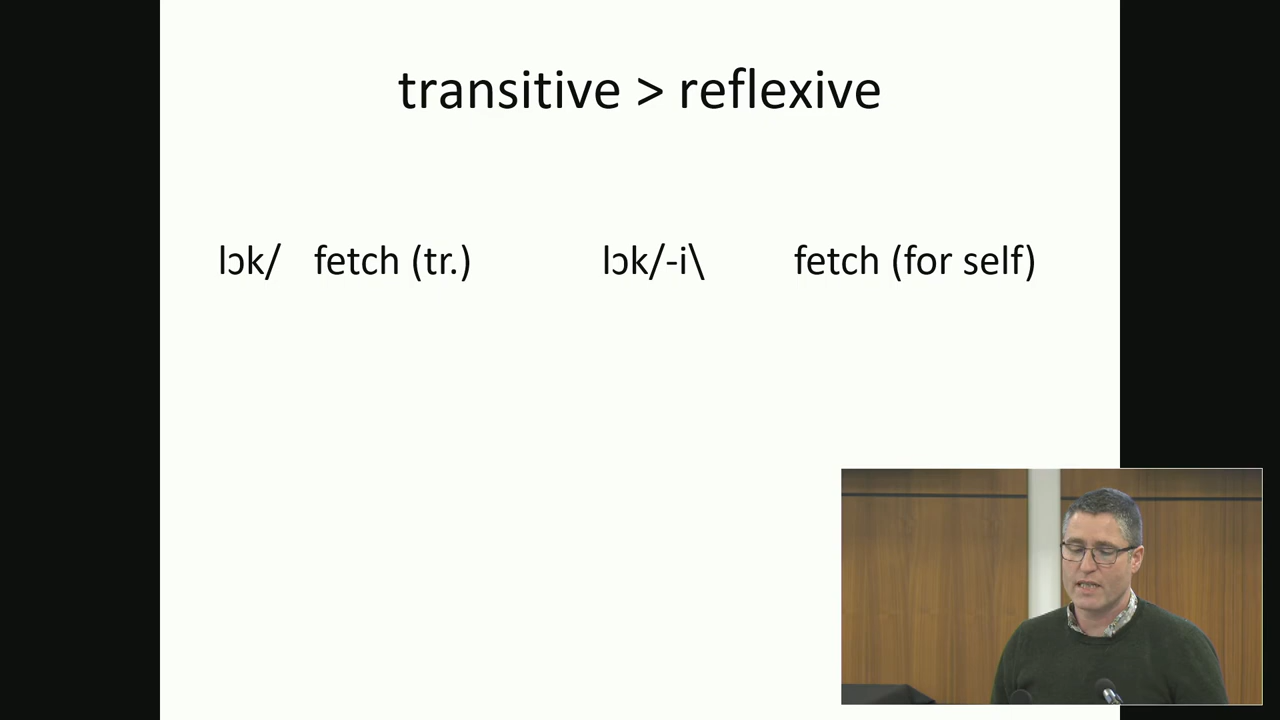 transitive > reflexive
lɔk/ fetch (tr.) lɔk/-i\ fetch (for self)